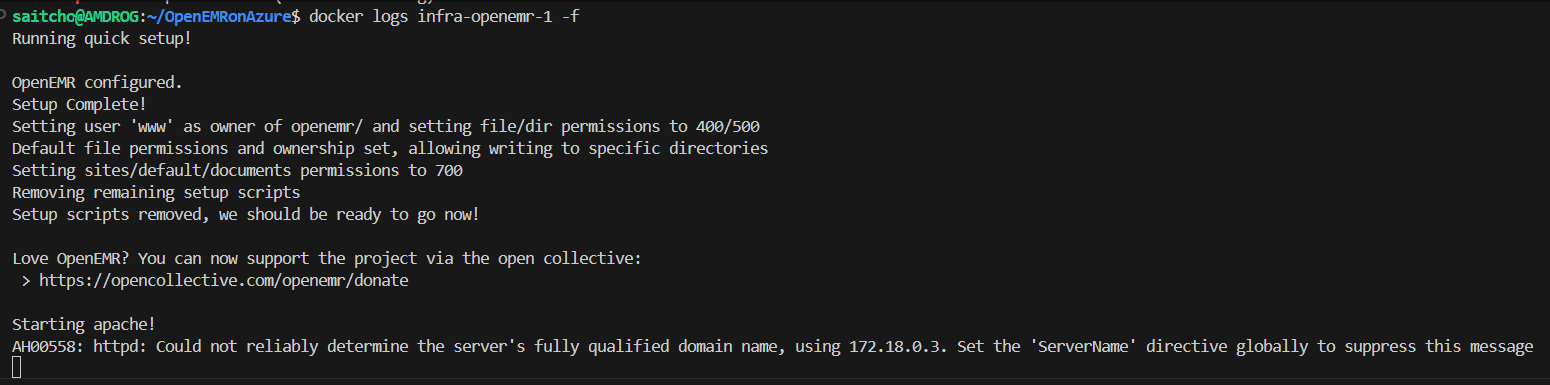 saitcho@AMDROG:~/OpenEMRonAzure$ docker logs infra-openemr-1 -f
Running quick setup!
OpenEMR configured.
Setup Complete!
Setting user 'www' as owner of openemr/ and setting file/dir permissions to 400/500
Default file permissions and ownership set, allowing writing to specific directories
Setting sites/default/documents permissions to 700
Removing remaining setup scripts
Setup scripts removed, we should be ready to go now!
Love OpenEMR? You can now support the project via the open collective:
> https://opencollective.com/openemr/donate
Starting apache!
AH00558: httpd: Could not reliably determine the server's fully qualified domain name, using 172.18.0.3. Set the 'ServerName' directive globally to suppress this message